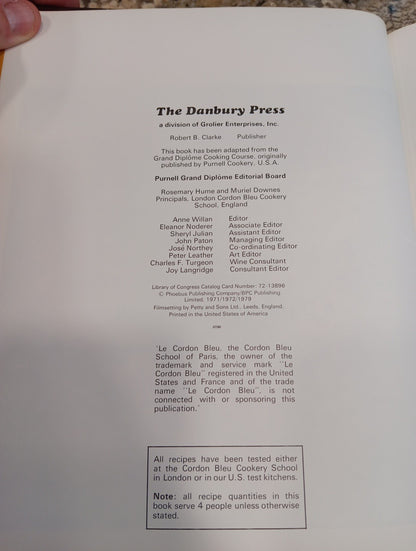 The Danbury Press
a division of Grolier Enterprises, Inc.
Robert B. Clarke Publisher
This book has been adapted from the
Grand Diplôme Cooking Course, originally
published by Purnell Cookery, U.S.A.
Purnell Grand Diplôme Editorial Board
Rosemary Hume and Muriel Downes
Principals, London Cordon Bleu Cookery
School, England
Anne Willan Editor
Eleanor Noderer Associate Editor
Sheryl Julian Assistant Editor
John Paton Managing Editor
José Northey Co-ordinating Editor
Peter Leather Art Editor
Charles F. Turgeon Wine Consultant
Joy Langridge Consultant Editor
Library of Congress Catalog Card Number: 72-13896
© Phoebus Publishing Company/BPC Publishing
Limited, 1971/1972/1979
Filmsetting by Petty and Sons Ltd., Leeds, England.
Printed in the United States of America
'Le Cordon Bleu, the Cordon Bleu
School of Paris, the owner of the
trademark and service mark "Le
Cordon Bleu" registered in the United
States and France and of the trade
name "Le Cordon Bleu", is not
connected with or sponsoring this
publication.'
All recipes have been tested either
at the Cordon Bleu Cookery School
in London or in our U.S. test kitchens.
Note: all recipe quantities in this
book serve 4 people unless otherwise
stated.